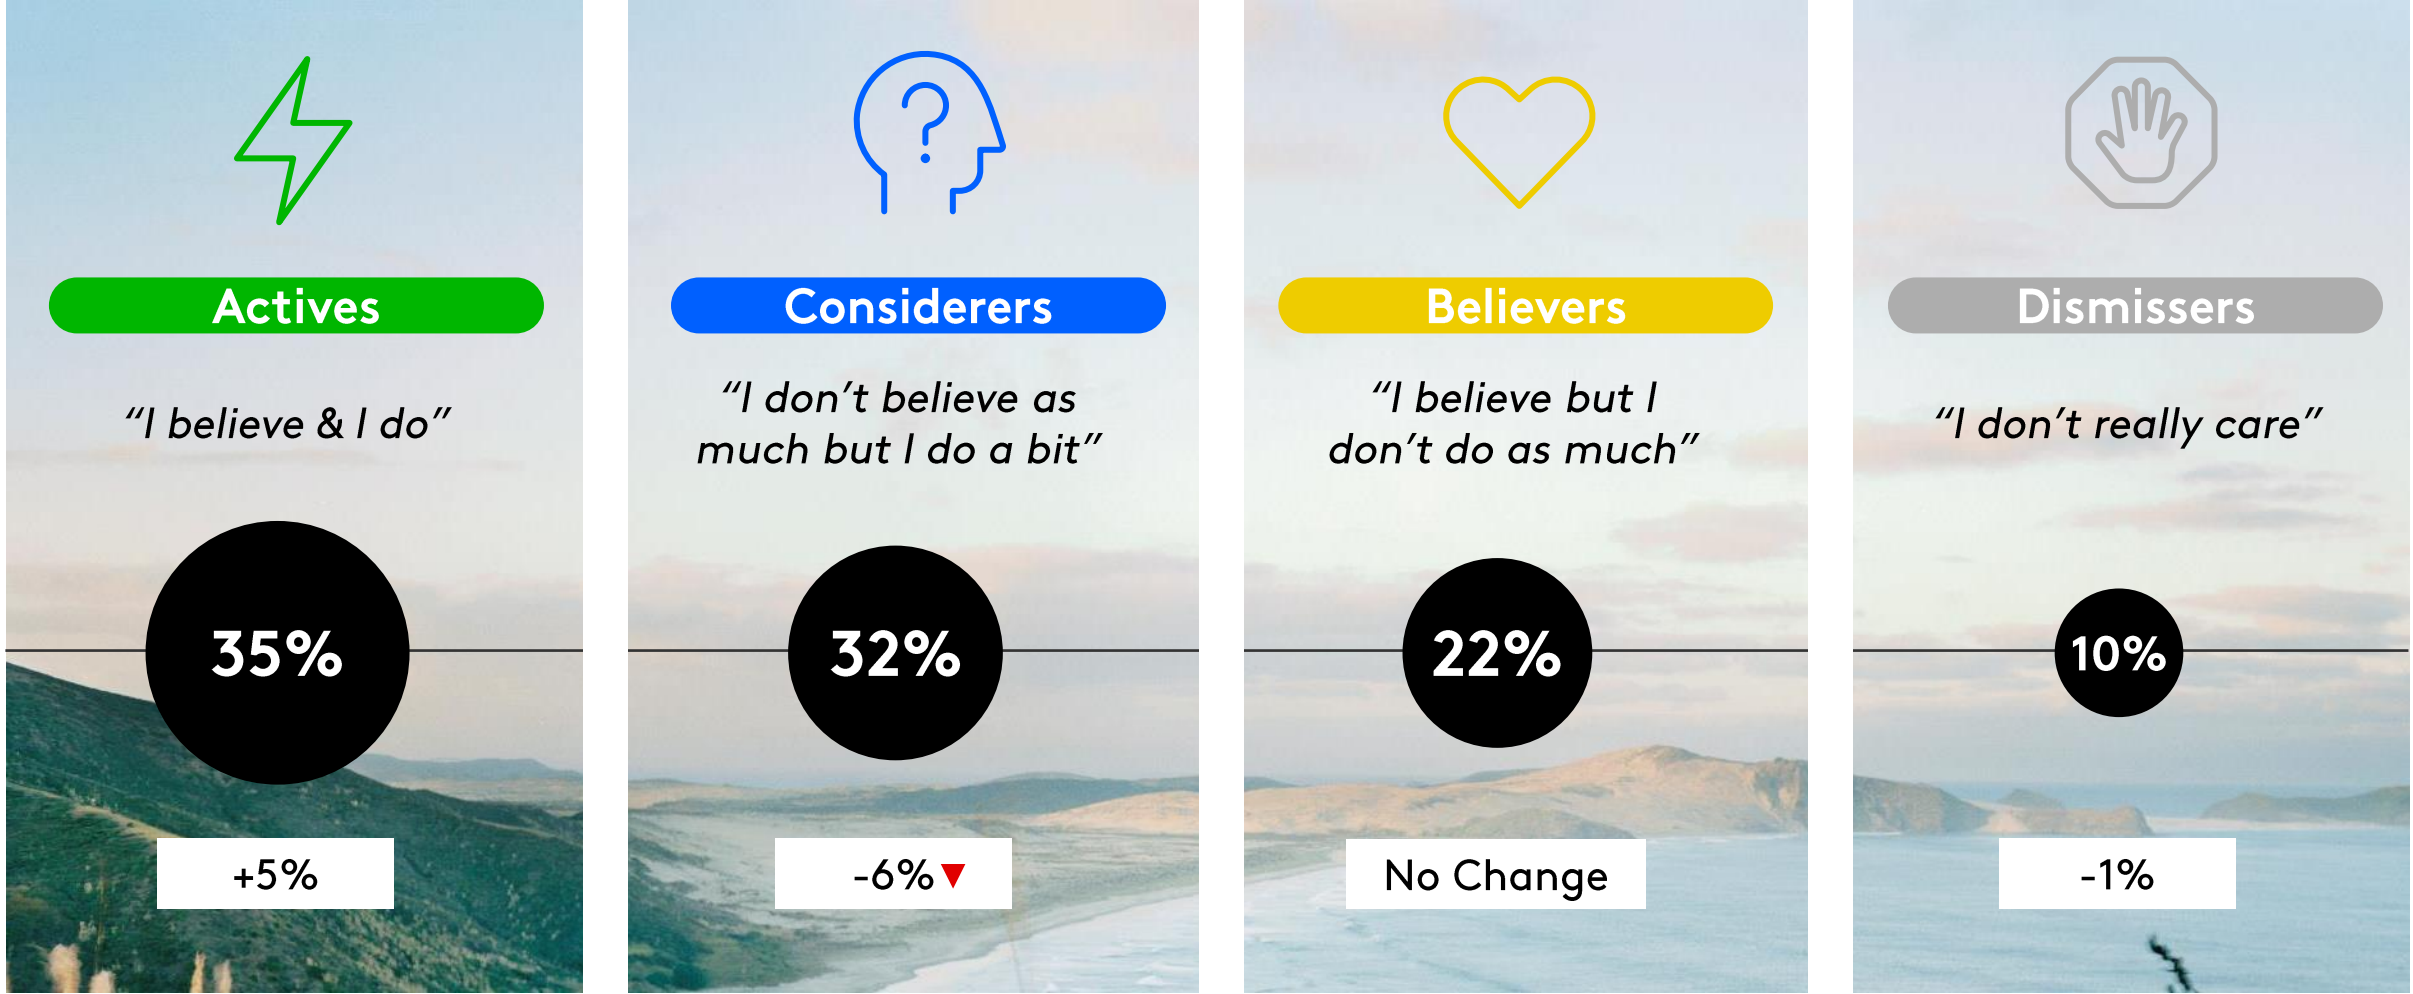 Actives
“I believe & I do”
35%
+5%
Considerers
“I don’t believe as
much but I do a bit”
32%
-6%▼
Believers
“I believe but I
don’t do as much”
22%
No Change
Dismissers
“I don’t really care”
10%
-1%